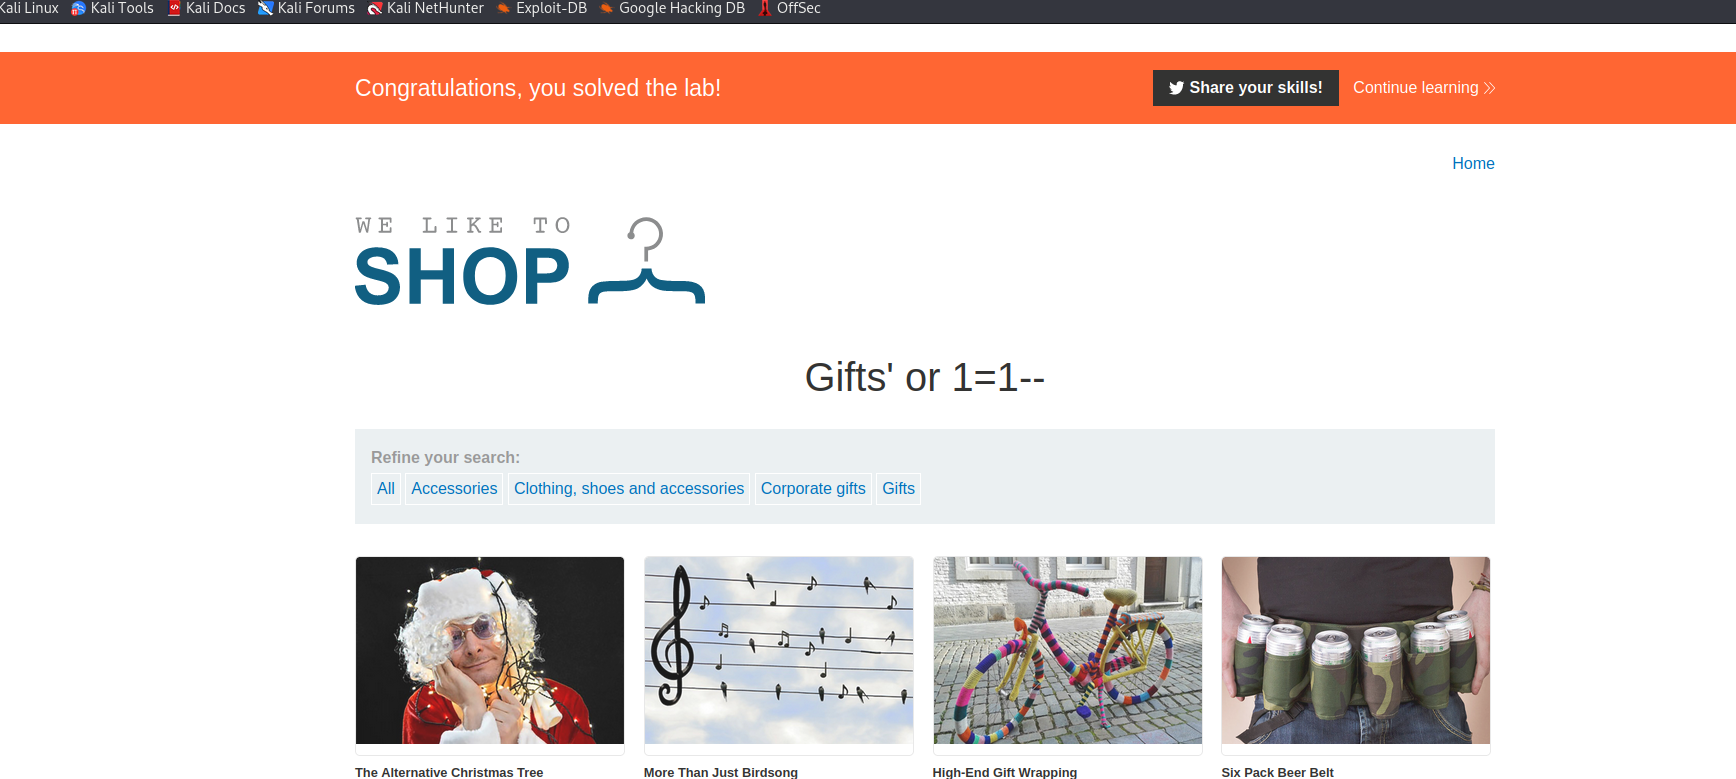 Kali Linux Kali Tools Kali Docs Kali Forums Kali NetHunter Exploit-DB Google Hacking DB OffSec
Congratulations, you solved the lab! Share your skills! Continue learning
Home
WE LIKE TO
SHOP
Gifts' or 1=1--
Refine your search:
All Accessories Clothing, shoes and accessories Corporate gifts Gifts
The Alternative Christmas Tree More Than Just Birdsong High-End Gift Wrapping Six Pack Beer Belt